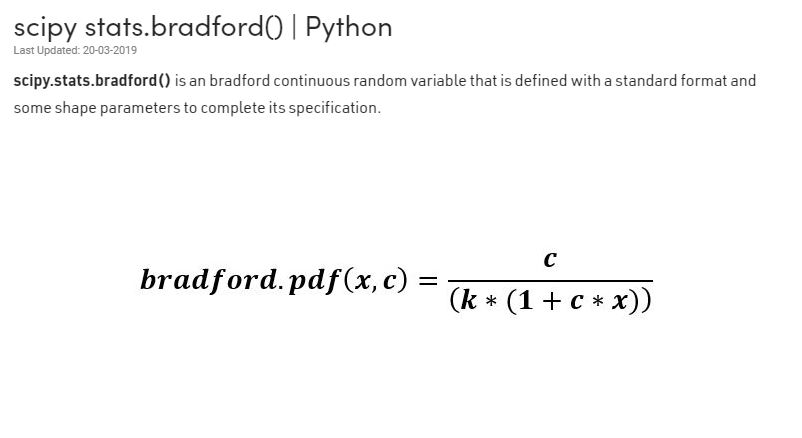 scipy stats.bradford() | Python
Last Updated: 20-03-2019
scipy.stats.bradford() is an bradford continuous random variable that is defined with a standard format and
some shape parameters to complete its specification.
bradford.pdf(x, c) = c / (k * (1 + c * x))